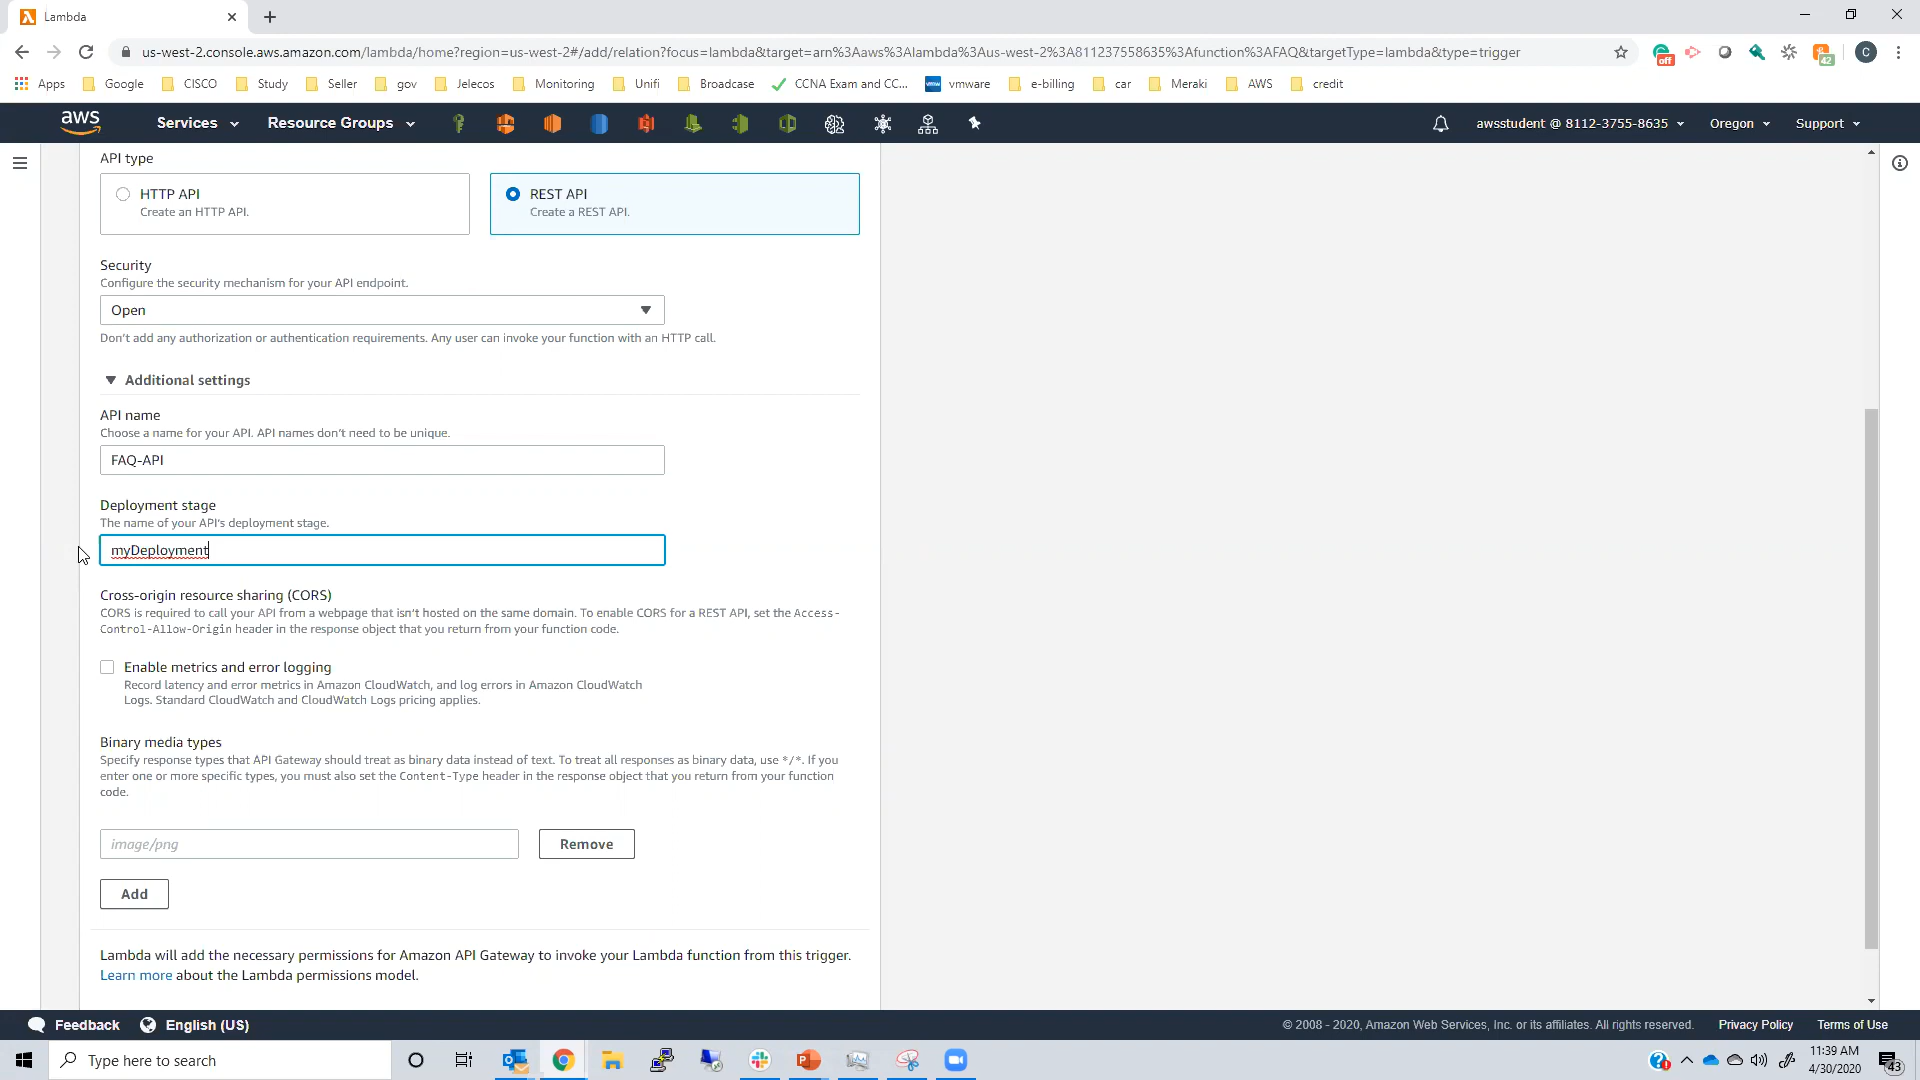 Lambda
us-west-2.console.aws.amazon.com/lambda/home?region=us-west-2#/add/relation?focus=lambda&target=arn%3Aaws%3Alambda%3Aus-west-2%3A811237558635%3Afunction%3AFAQ&targetType=lambda&type=trigger
off
42
C
Apps Google CISCO Study Seller gov Jelecos Monitoring Unifi Broadcase CCNA Exam and CC... vmware e-billing car Meraki AWS credit
aws Services Resource Groups awsstudent @ 8112-3755-8635 Oregon Support
API type
HTTP API
Create an HTTP API.
REST API
Create a REST API.
Security
Configure the security mechanism for your API endpoint.
Open
Don't add any authorization or authentication requirements. Any user can invoke your function with an HTTP call.
Additional settings
API name
Choose a name for your API. API names don't need to be unique.
FAQ-API
Deployment stage
The name of your API's deployment stage.
myDeployment
Cross-origin resource sharing (CORS)
CORS is required to call your API from a webpage that isn't hosted on the same domain. To enable CORS for a REST API, set the Access-
Control-Allow-Origin header in the response object that you return from your function code.
Enable metrics and error logging
Record latency and error metrics in Amazon CloudWatch, and log errors in Amazon CloudWatch
Logs. Standard CloudWatch and CloudWatch Logs pricing applies.
Binary media types
Specify response types that API Gateway should treat as binary data instead of text. To treat all responses as binary data, use */*. If you
enter one or more specific types, you must also set the Content-Type header in the response object that you return from your function
code.
image/png
Remove
Add
Lambda will add the necessary permissions for Amazon API Gateway to invoke your Lambda function from this trigger.
Learn more about the Lambda permissions model.
Feedback English (US) © 2008 - 2020, Amazon Web Services, Inc. or its affiliates. All rights reserved. Privacy Policy Terms of Use
Type here to search
11:39 AM
4/30/2020
43